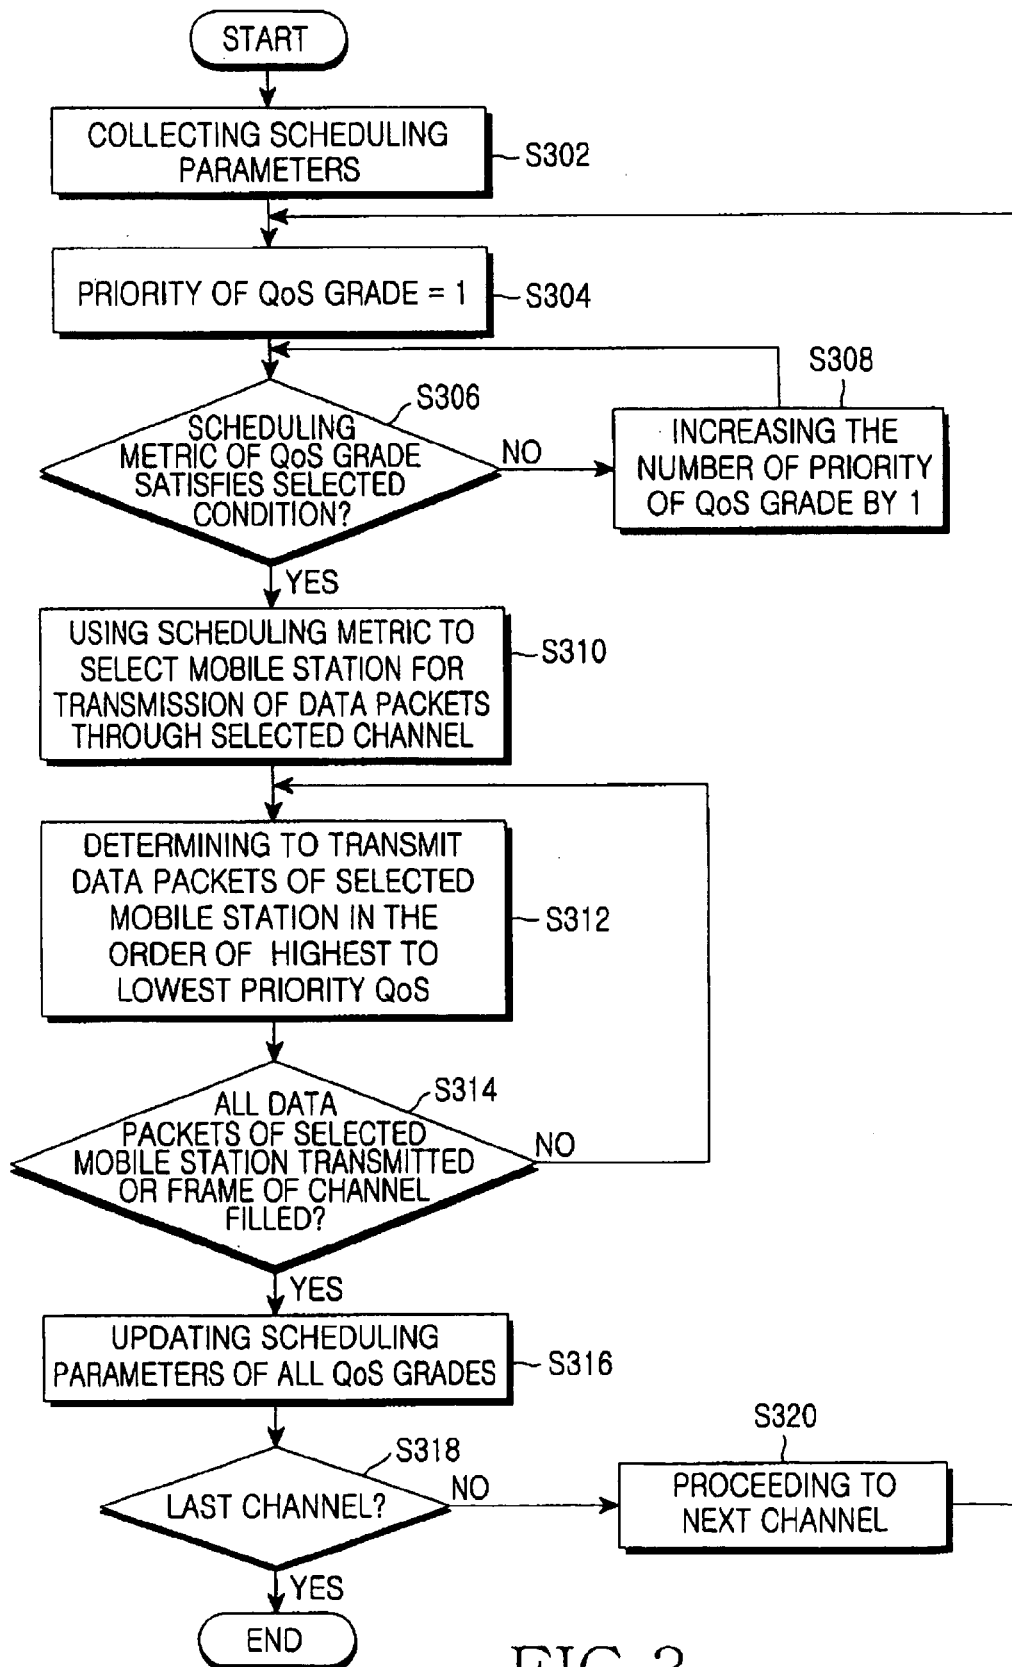 START
COLLECTING SCHEDULING
PARAMETERS
S302
PRIORITY OF QoS GRADE = 1
S304
S306
SCHEDULING
METRIC OF QoS GRADE
SATISFIES SELECTED
CONDITION?
NO
S308
INCREASING THE
NUMBER OF PRIORITY
OF QoS GRADE BY 1
YES
USING SCHEDULING METRIC TO
SELECT MOBILE STATION FOR
TRANSMISSION OF DATA PACKETS
THROUGH SELECTED CHANNEL
S310
DETERMINING TO TRANSMIT
DATA PACKETS OF SELECTED
MOBILE STATION IN THE
ORDER OF HIGHEST TO
LOWEST PRIORITY QoS
S312
S314
ALL DATA
PACKETS OF SELECTED
MOBILE STATION TRANSMITTED
OR FRAME OF CHANNEL
FILLED?
NO
YES
UPDATING SCHEDULING
PARAMETERS OF ALL QoS GRADES
S316
S318
LAST CHANNEL?
NO
S320
PROCEEDING TO
NEXT CHANNEL
YES
END